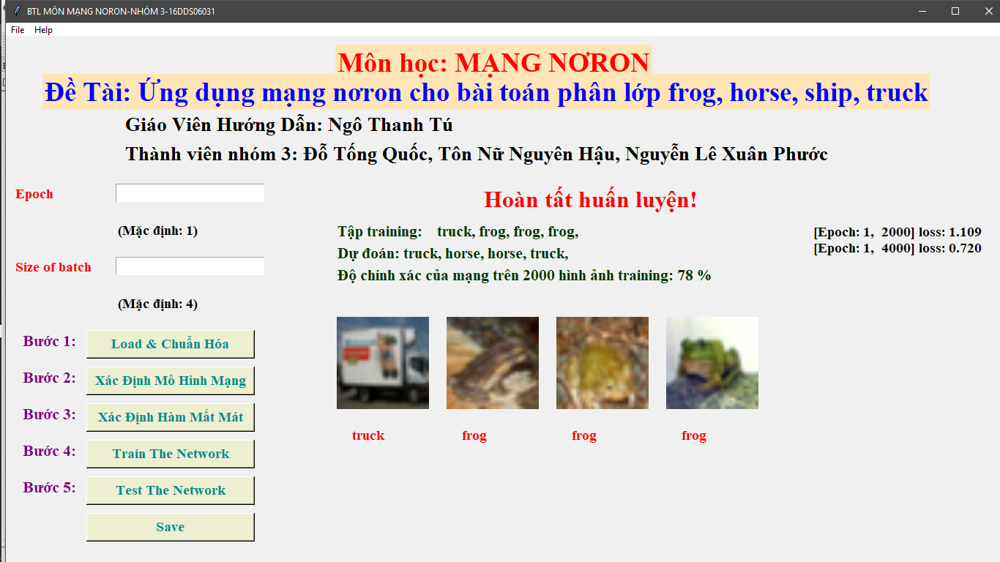 BTL MÔN MẠNG NORON-NHÓM 3-16DDS06031
File Help
Môn học: MẠNG NƠRON
Đề Tài: Ứng dụng mạng nơron cho bài toán phân lớp frog, horse, ship, truck
Giáo Viên Hướng Dẫn: Ngô Thanh Tú
Thành viên nhóm 3: Đỗ Tống Quốc, Tôn Nữ Nguyên Hậu, Nguyễn Lê Xuân Phước
Epoch
(Mặc định: 1)
Size of batch
(Mặc định: 4)
Bước 1: Load & Chuẩn Hóa
Bước 2: Xác Định Mô Hình Mạng
Bước 3: Xác Định Hàm Mất Mát
Bước 4: Train The Network
Bước 5: Test The Network
Save
Hoàn tất huấn luyện!
Tập training: truck, frog, frog, frog,
Dự đoán: truck, horse, horse, truck,
Độ chính xác của mạng trên 2000 hình ảnh training: 78 %
[Epoch: 1, 2000] loss: 1.109
[Epoch: 1, 4000] loss: 0.720
truck frog frog frog